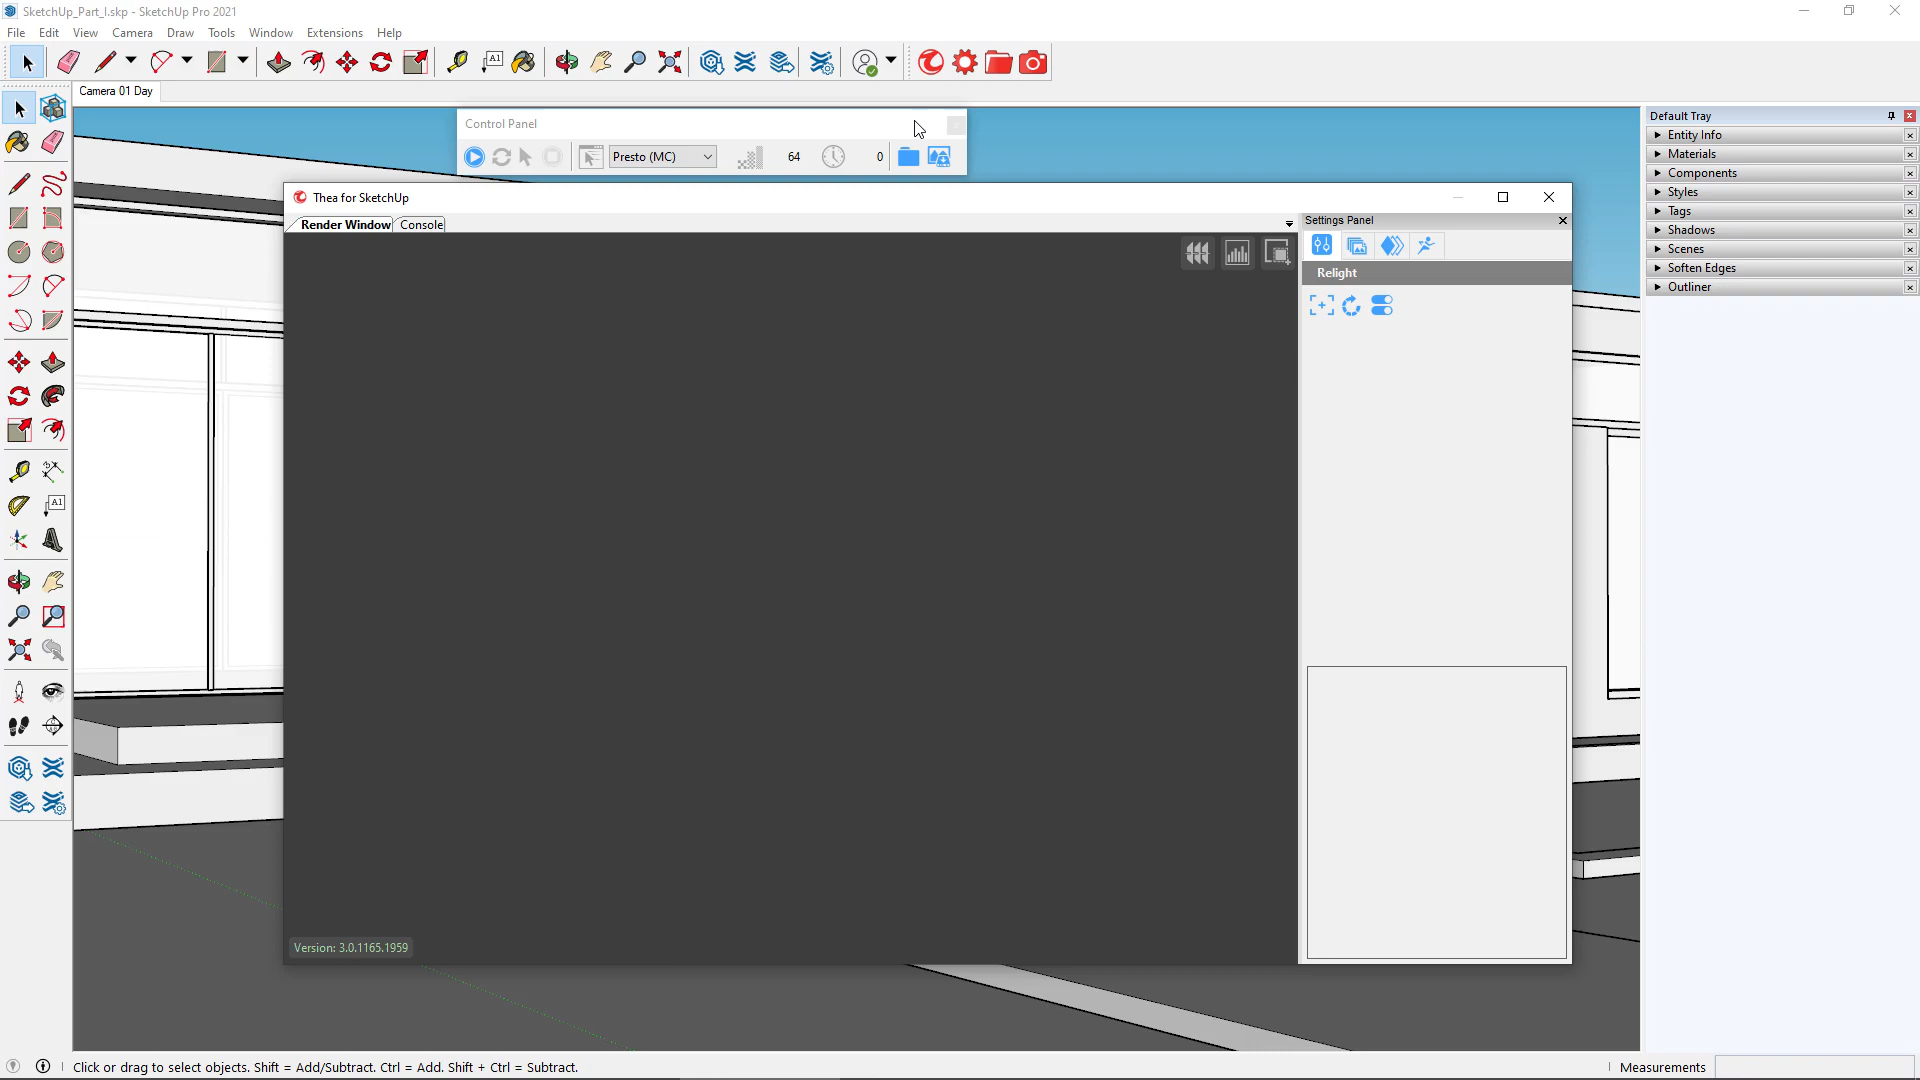 SketchUp_Part_I.skp - SketchUp Pro 2021
File Edit View Camera Draw Tools Window Extensions Help
A1
Camera 01 Day
Control Panel
Presto (MC) 64 0
Thea for SketchUp
Render Window Console
Settings Panel
Relight
Version: 3.0.1165.1959
Default Tray
Entity Info
Materials
Components
Styles
Tags
Shadows
Scenes
Soften Edges
Outliner
A1
Click or drag to select objects. Shift = Add/Subtract. Ctrl = Add. Shift + Ctrl = Subtract.
Measurements